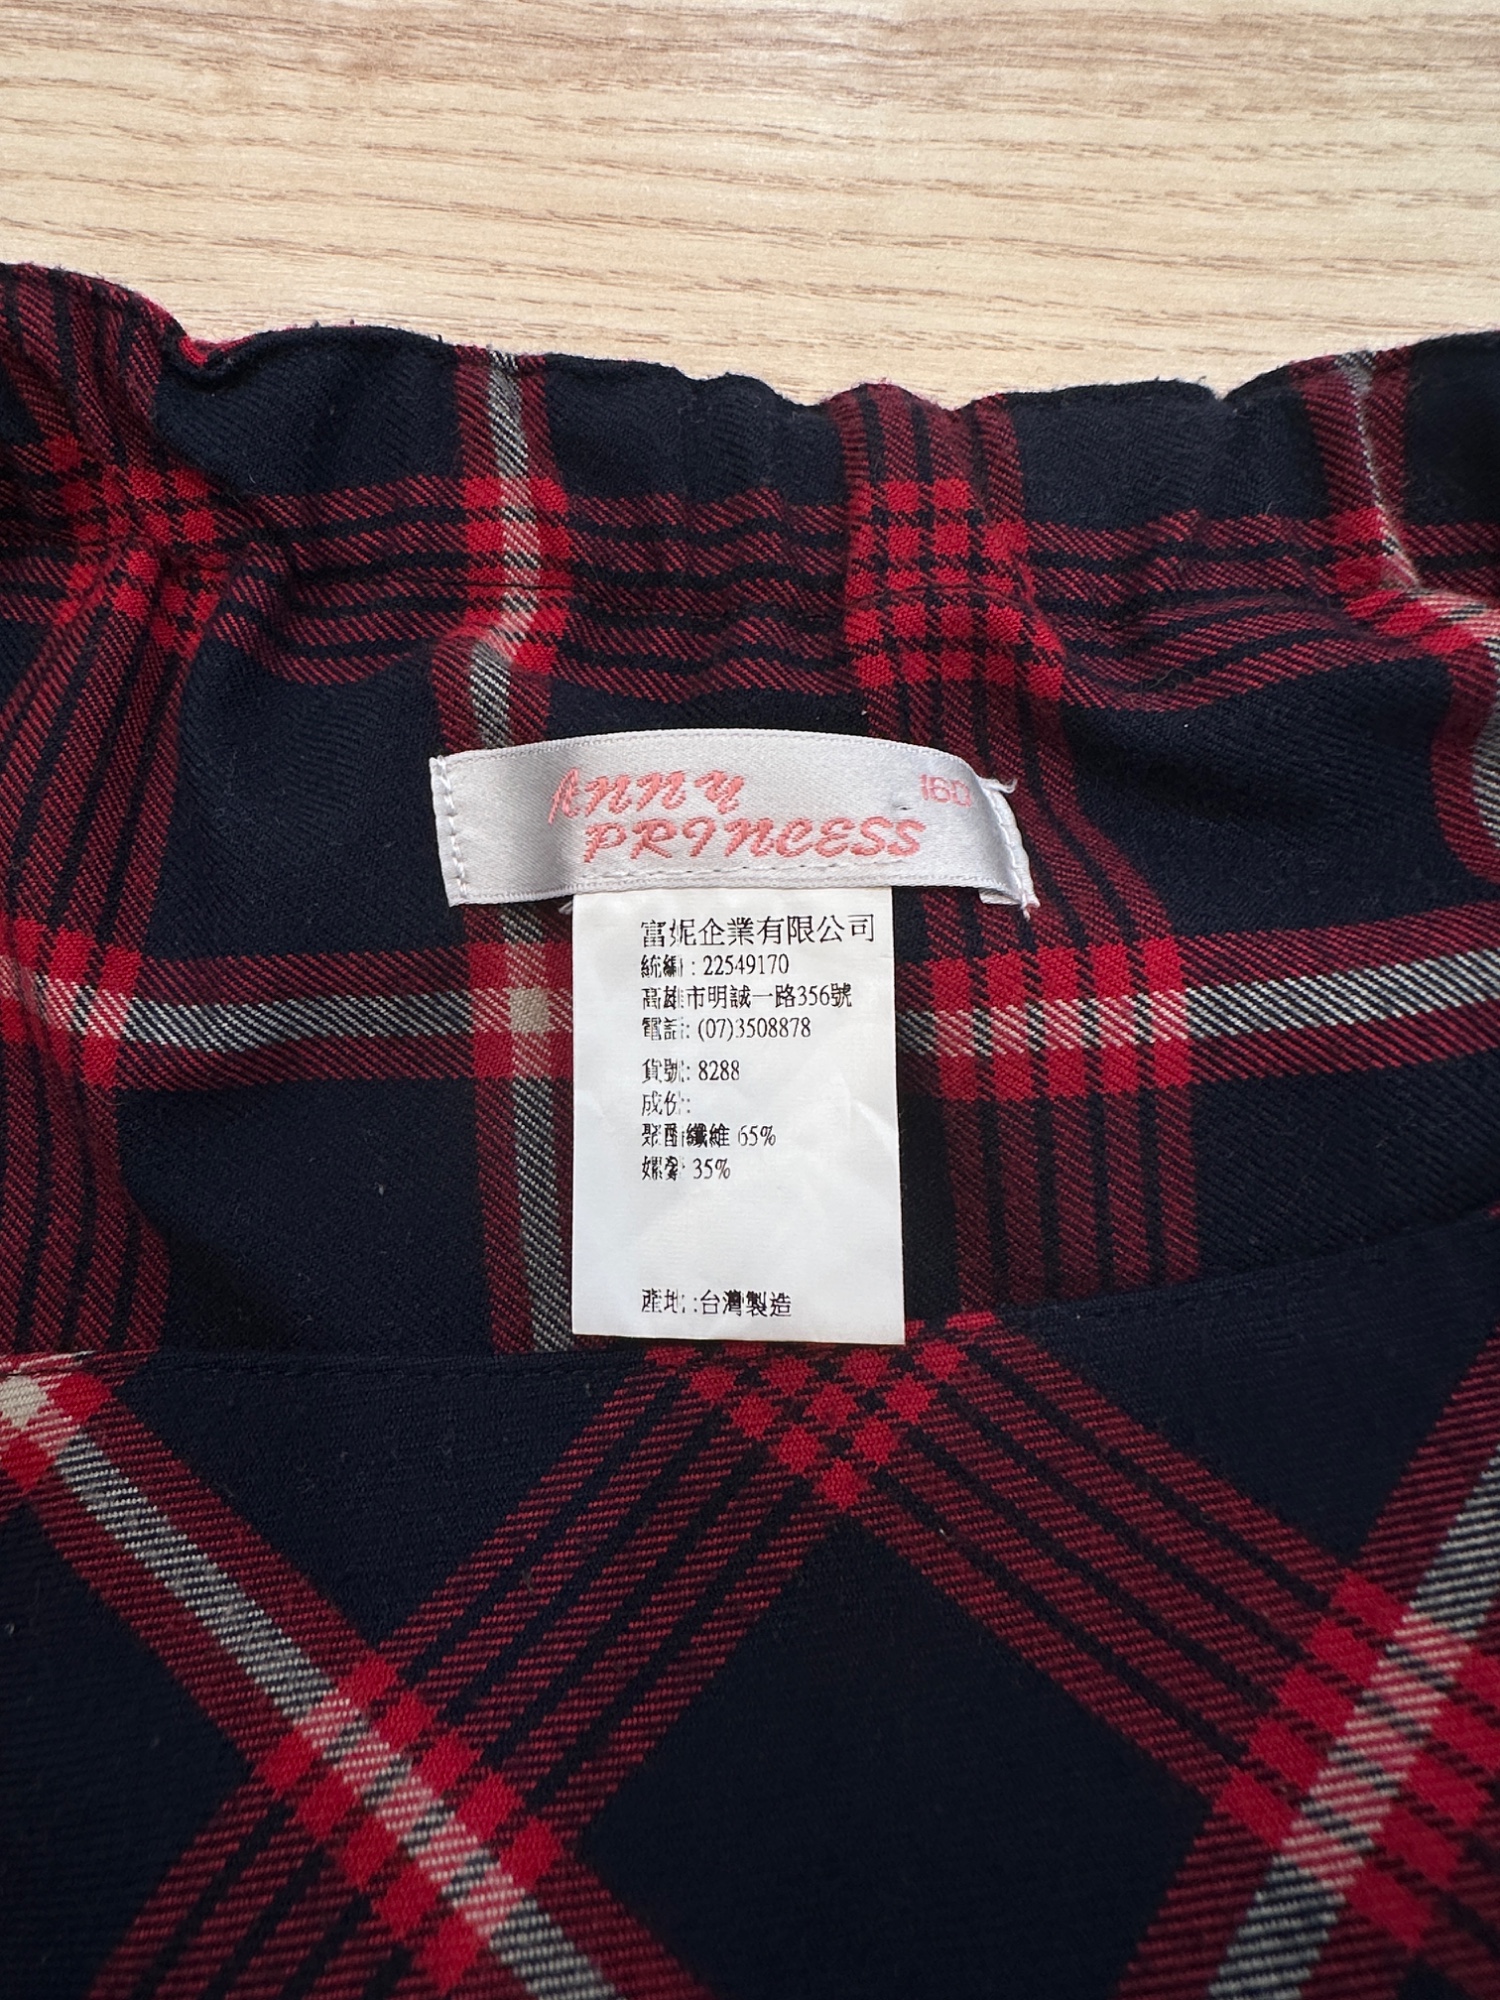 ANNY 160
PRINCESS
富妮企業有限公司
統編 : 22549170
高雄市明誠一路356號
電話: (07)3508878
貨號: 8288
成份:
聚酯纖維 65%
嫘縈 35%
產地 :台灣製造